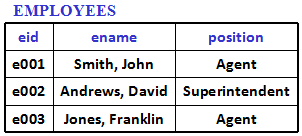 EMPLOYEES
eid ename position
e001 Smith, John Agent
e002 Andrews, David Superintendent
e003 Jones, Franklin Agent